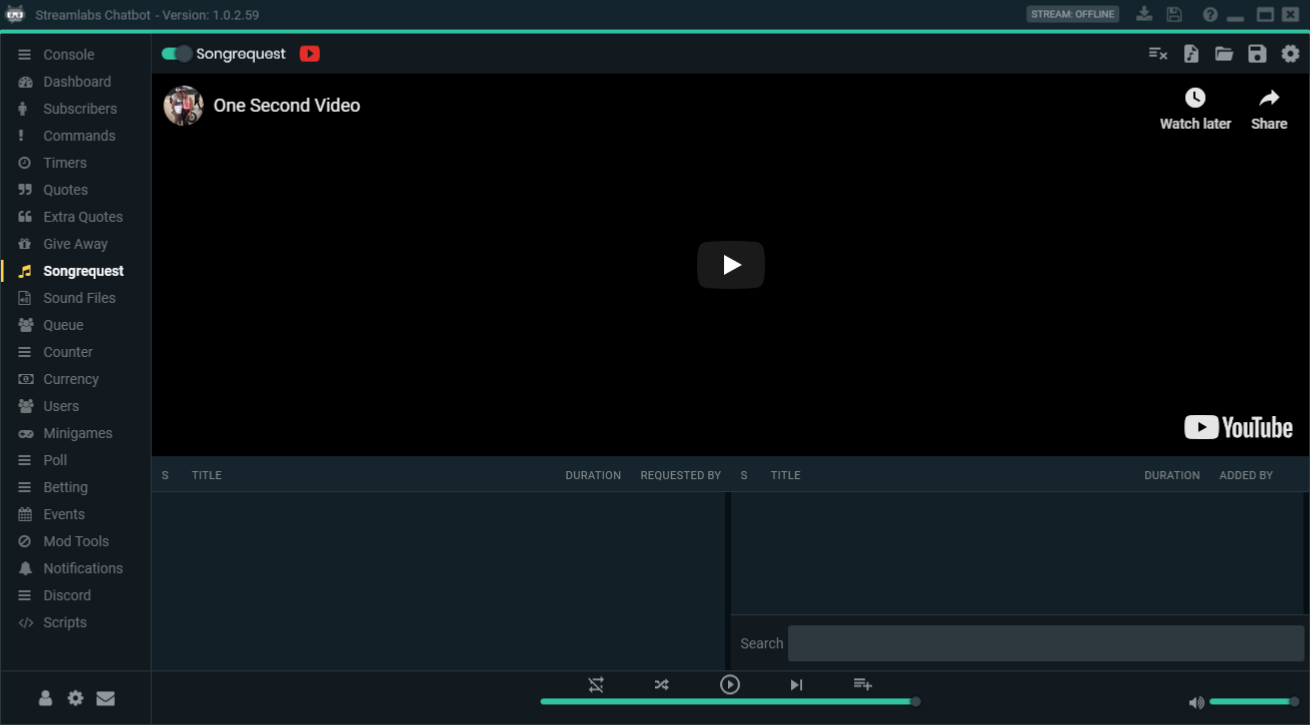 Streamlabs Chatbot - Version: 1.0.2.59
STREAM: OFFLINE
Console
Dashboard
Subscribers
Commands
Timers
Quotes
Extra Quotes
Give Away
Songrequest
Sound Files
Queue
Counter
Currency
Users
Minigames
Poll
Betting
Events
Mod Tools
Notifications
Discord
Scripts
Songrequest
One Second Video
Watch later
Share
YouTube
S TITLE DURATION REQUESTED BY
S TITLE DURATION ADDED BY
Search